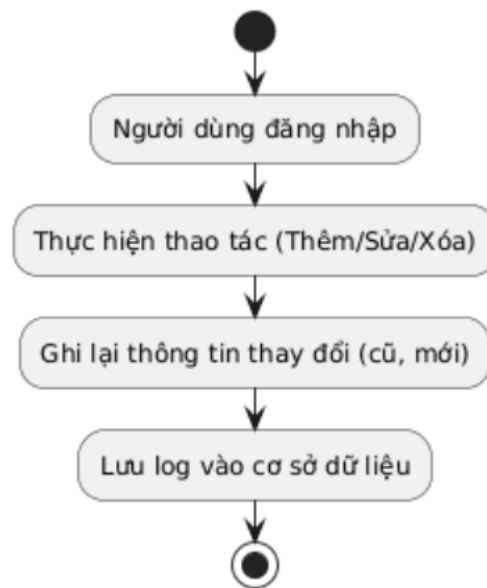 Người dùng đăng nhập
Thực hiện thao tác (Thêm/Sửa/Xóa)
Ghi lại thông tin thay đổi (cũ, mới)
Lưu log vào cơ sở dữ liệu